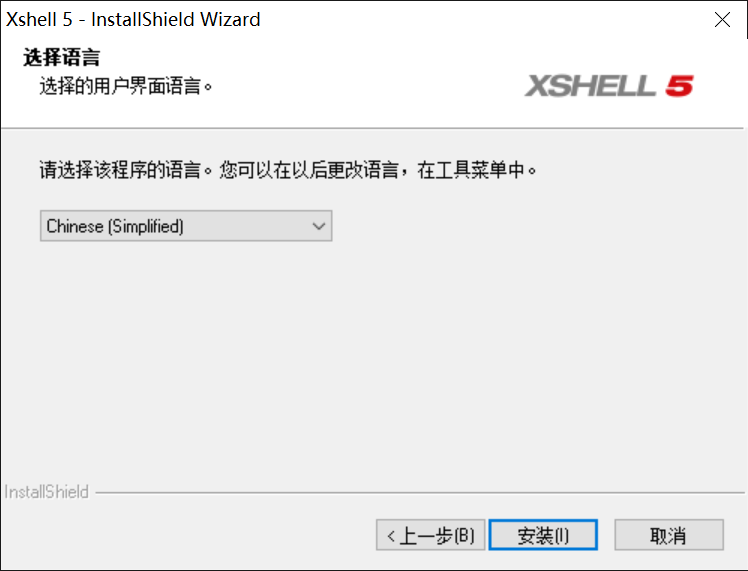 Xshell 5 - InstallShield Wizard
选择语言
选择的用户界面语言。
XSHELL 5
请选择该程序的语言。您可以在以后更改语言，在工具菜单中。
Chinese (Simplified)
InstallShield
<上一步(B) 安装(I) 取消